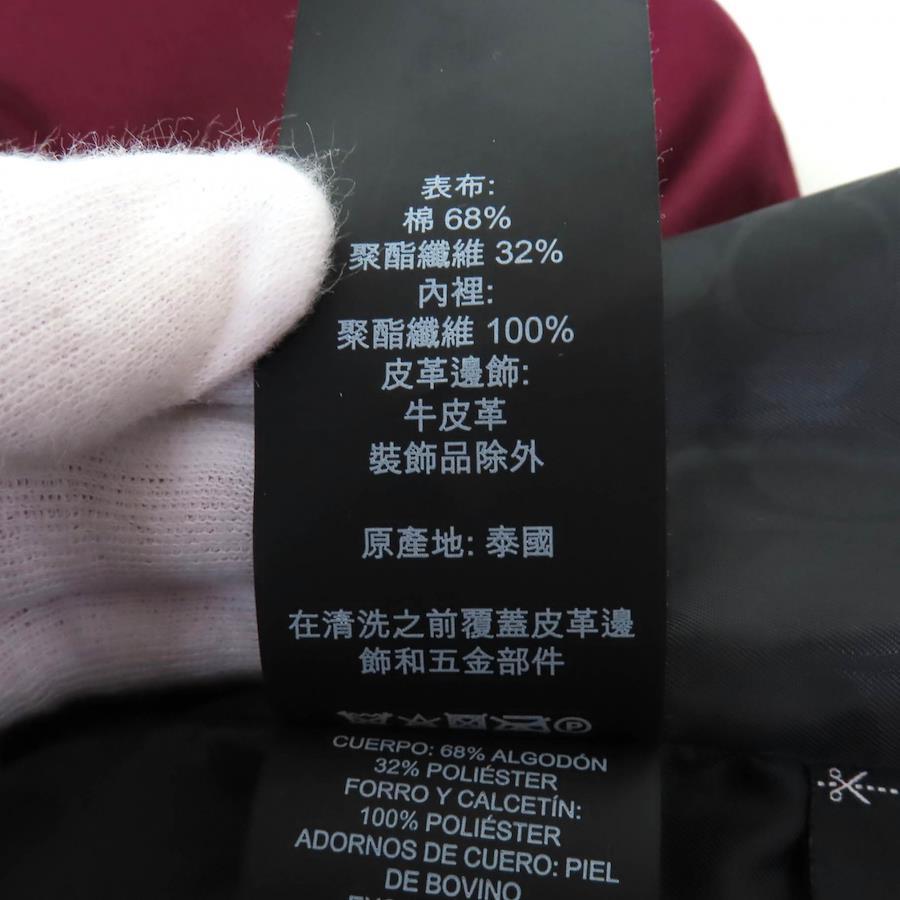 表布:
棉 68%
聚酯纖維 32%
內裡:
聚酯纖維 100%
皮革邊飾:
牛皮革
裝飾品除外
原產地: 泰國
在清洗之前覆蓋皮革邊
飾和五金部件
P
CUERPO: 68% ALGODÓN
32% POLIÉSTER
FORRO Y CALCETÍN:
100% POLIÉSTER
ADORNOS DE CUERO: PIEL
DE BOVINO